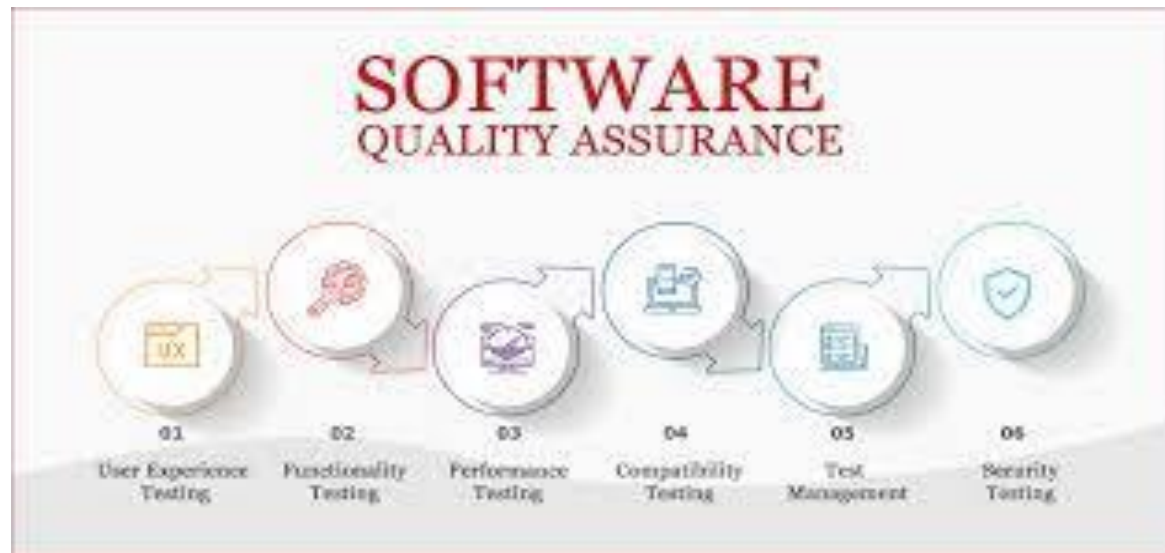 SOFTWARE
QUALITY ASSURANCE
UX
01
02
03
04
05
06
User Experience
Testing
Functionality
Testing
Performance
Testing
Compatibility
Testing
Test
Management
Security
Testing